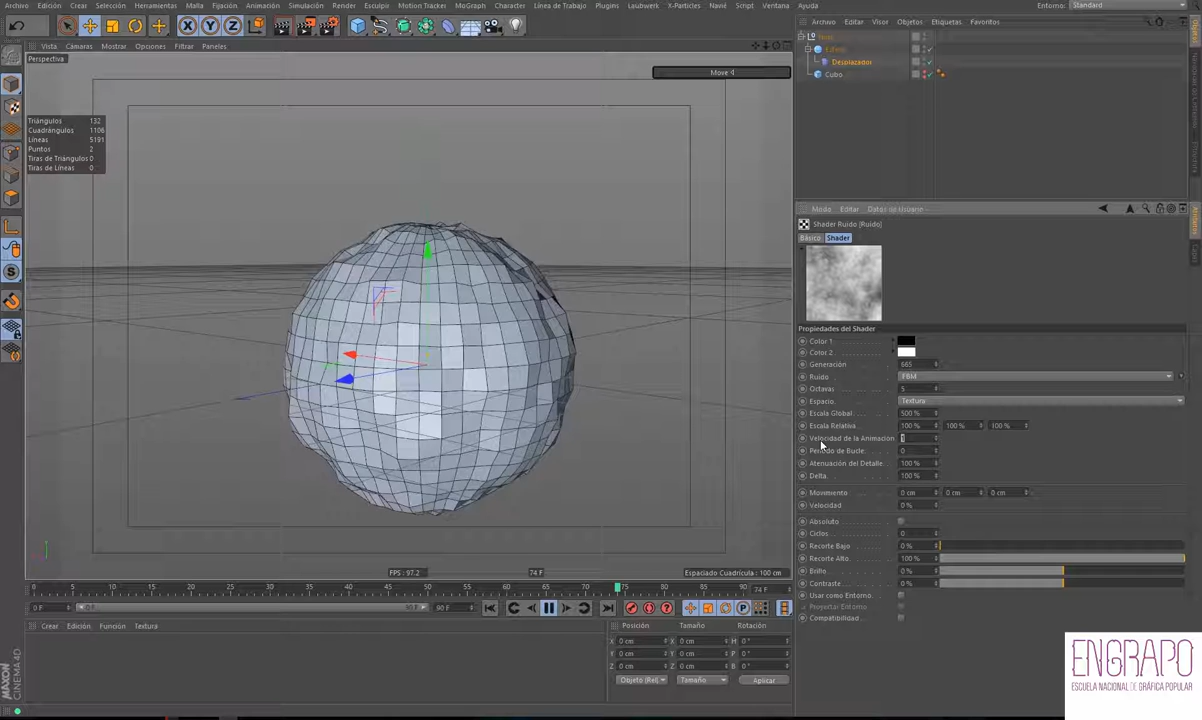 Archivo Edición Crear Selección Herramientas Malla Fijación Animación Simulación Render Esculpir Motion Tracker MoGraph Character Línea de Trabajo Plugins Laubwerk X-Particles Navié Script Ventana Ayuda Entorno: Standard
Archivo Editar Visor Objetos Etiquetas Favoritos
Vista Cámaras Mostrar Opciones Filtrar Paneles
Perspectiva
Move
Desplazador
Cubo
Triángulos 132
Cuadrángulos 1106
Líneas 5191
Puntos 2
Tiras de Triángulos 0
Tiras de Líneas 0
Modo Editar Datos de Usuario
Shader Ruido [Ruido]
Básico Shader
Propiedades del Shader
Color 1
Color 2
Generación 665
Ruido FBM
Octavas 5
Espacio Textura
Escala Global 500 %
Escala Relativa 100 % 100 % 100 %
Velocidad de la Animación
Período de Bucle 0
Atenuación del Detalle 100 %
Delta 100 %
Movimiento 0 cm 0 cm 0 cm
Velocidad 0 %
Absoluto
Ciclos 0
Recorte Bajo 0 %
Recorte Alto 100 %
Brillo 0 %
Contraste 0 %
Usar como Entorno
Proyectar Entorno
Compatibilidad
FPS : 97.2 74 F Espaciado Cuadrícula : 100 cm
0 5 10 15 20 25 30 35 40 45 50 55 60 65 70 75 80 85 90 74 F
0 F 0 F 90 F 90 F
Crear Edición Función Textura
Posición Tamaño Rotación
X 0 cm X 0 cm H 0 °
Y 0 cm Y 0 cm P 0 °
Z 0 cm Z 0 cm B 0 °
Objeto (Rel) Tamaño Aplicar
MAXON
CINEMA 4D
ENGRAPO
ESCUELA NACIONAL DE GRÁFICA POPULAR